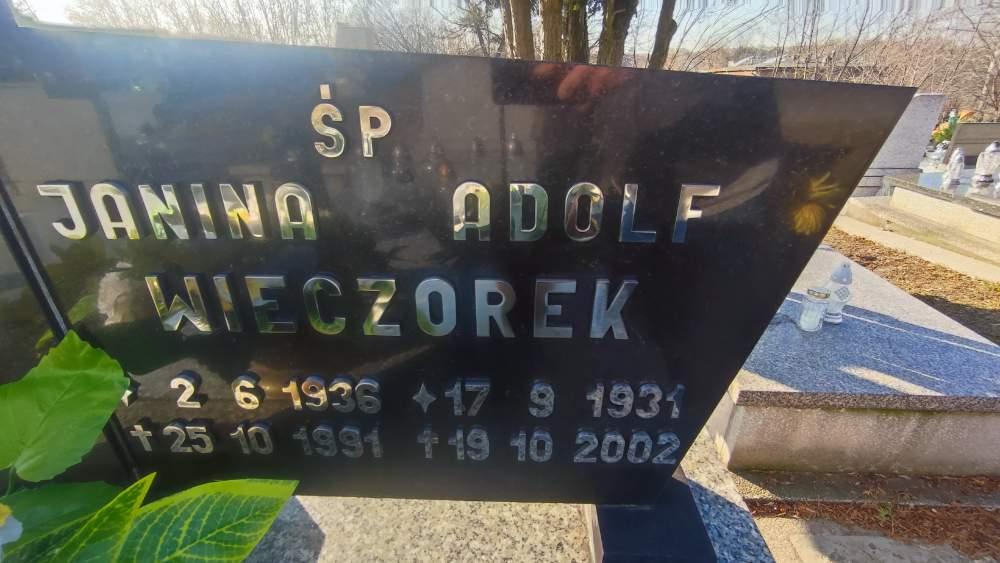 ŚP
JANINA ADOLF
WIECZOREK
2 6 1936 ✦ 17 9 1931
✝ 25 10 1991 ✝ 19 10 2002